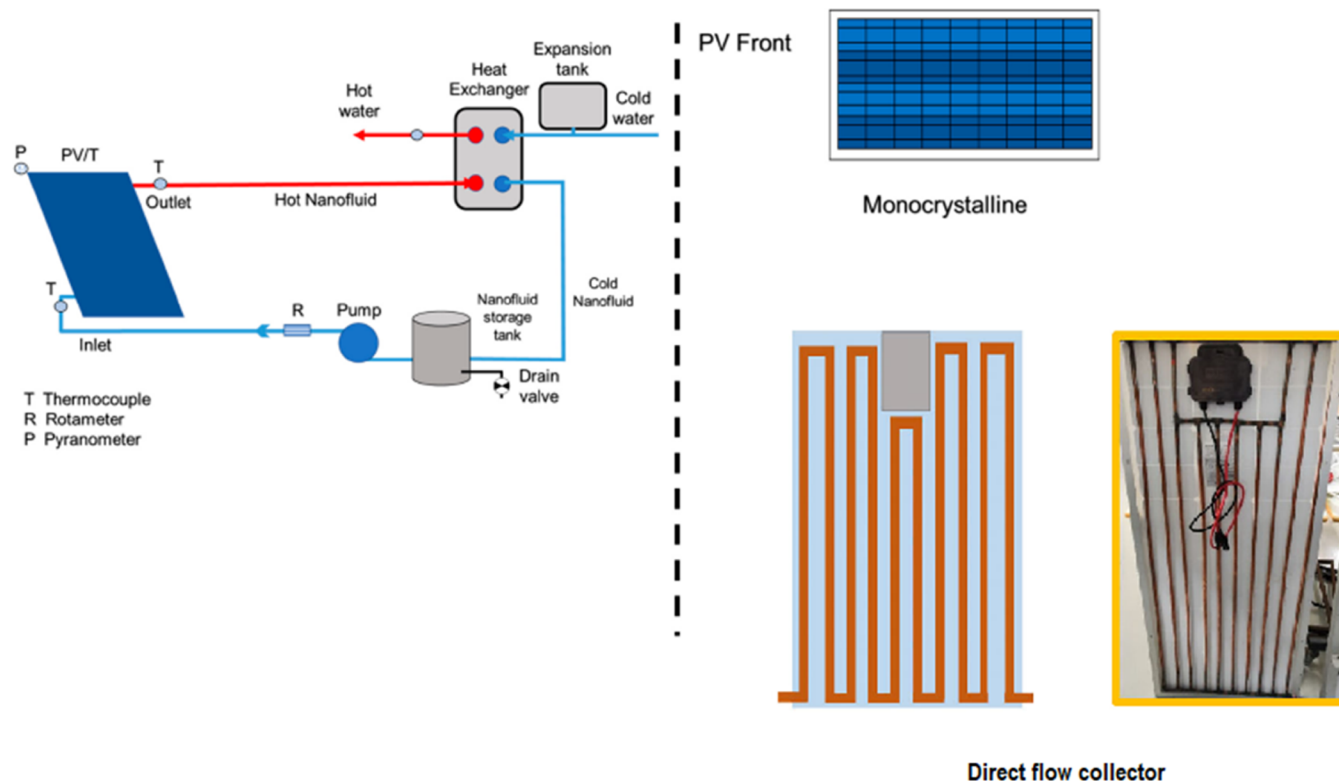 Hot
water
Heat
Exchanger
Expansion
tank
Cold
water
P
PV/T
T
Outlet
Hot Nanofluid
T
Inlet
R
Pump
Nanofluid
storage
tank
Cold
Nanofluid
Drain
valve
T Thermocouple
R Rotameter
P Pyranometer
PV Front
Monocrystalline
Direct flow collector